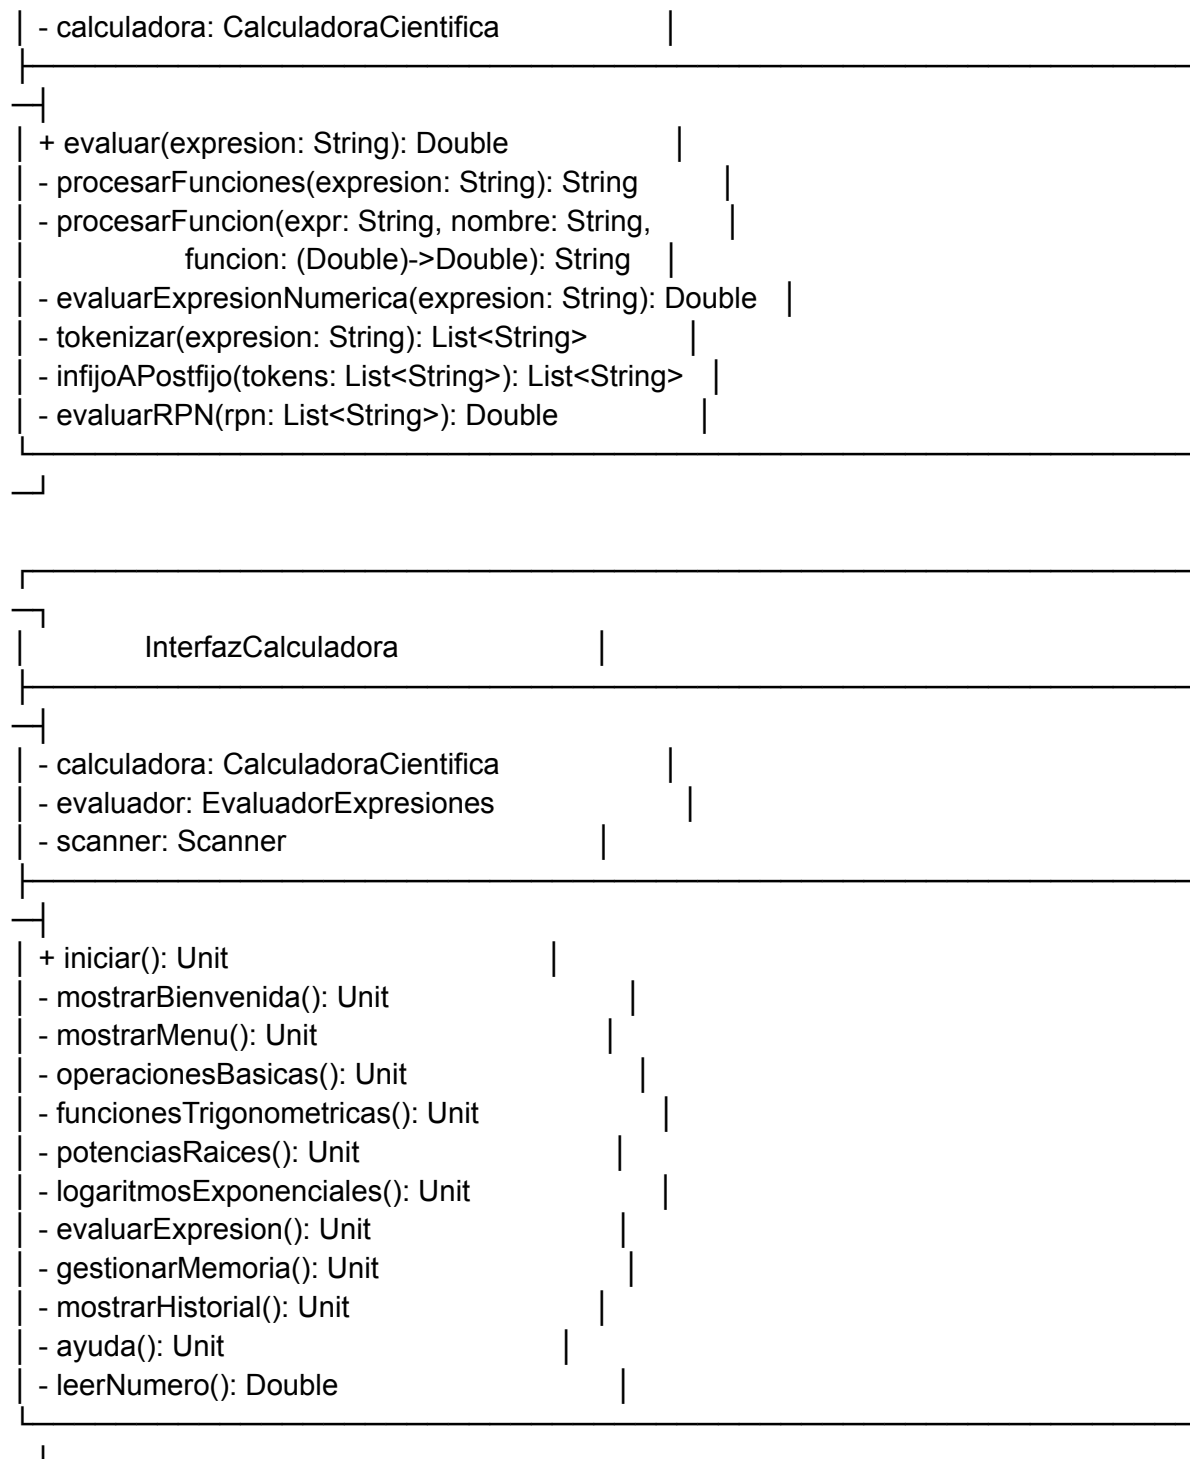 │ - calculadora: CalculadoraCientifica │
├──────────────────────────────────────────────────────────
─┤
│ + evaluar(expresion: String): Double │
│ - procesarFunciones(expresion: String): String │
│ - procesarFuncion(expr: String, nombre: String, │
│ funcion: (Double)->Double): String │
│ - evaluarExpresionNumerica(expresion: String): Double │
│ - tokenizar(expresion: String): List<String> │
│ - infijoAPostfijo(tokens: List<String>): List<String> │
│ - evaluarRPN(rpn: List<String>): Double │
└──────────────────────────────────────────────────────────
─┘
┌──────────────────────────────────────────────────────────
─┐
│ InterfazCalculadora │
├──────────────────────────────────────────────────────────
─┤
│ - calculadora: CalculadoraCientifica │
│ - evaluador: EvaluadorExpresiones │
│ - scanner: Scanner │
├──────────────────────────────────────────────────────────
─┤
│ + iniciar(): Unit │
│ - mostrarBienvenida(): Unit │
│ - mostrarMenu(): Unit │
│ - operacionesBasicas(): Unit │
│ - funcionesTrigonometricas(): Unit │
│ - potenciasRaices(): Unit │
│ - logaritmosExponenciales(): Unit │
│ - evaluarExpresion(): Unit │
│ - gestionarMemoria(): Unit │
│ - mostrarHistorial(): Unit │
│ - ayuda(): Unit │
│ - leerNumero(): Double │
└──────────────────────────────────────────────────────────
─┘